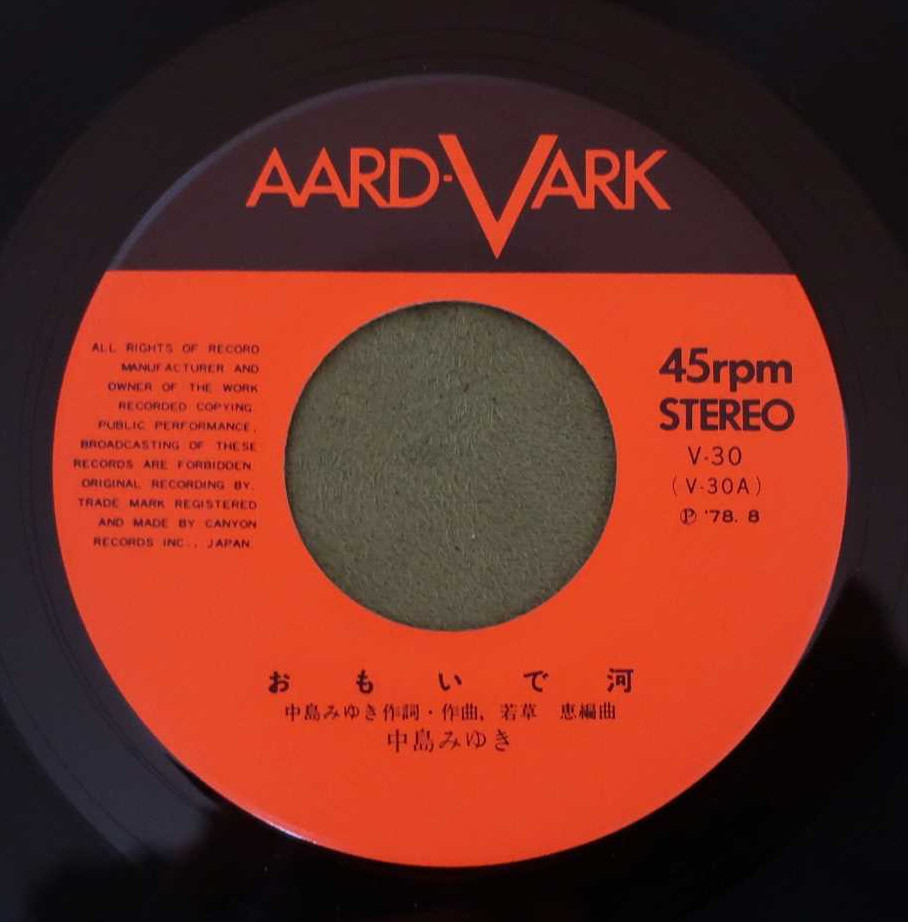 AARD-VARK
ALL RIGHTS OF RECORD
MANUFACTURER AND
OWNER OF THE WORK
RECORDED COPYING.
PUBLIC PERFORMANCE.
BROADCASTING OF THESE
RECORDS ARE FORBIDDEN.
ORIGINAL RECORDING BY.
TRADE MARK REGISTERED
AND MADE BY CANYON
RECORDS INC., JAPAN.
45rpm
STEREO
V-30
(V-30A)
Ⓟ '78. 8
おもいで河
中島みゆき作詞・作曲, 若草 恵編曲
中島みゆき